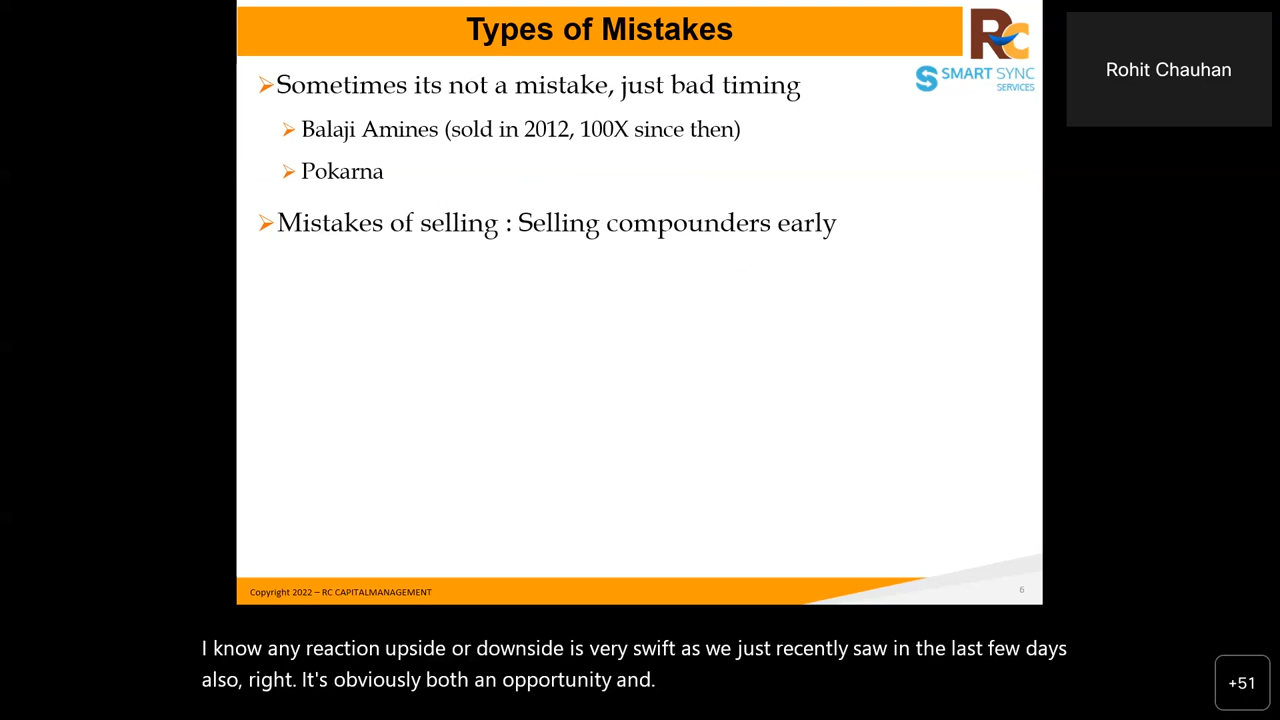 Types of Mistakes
Rc
SMART SYNC
SERVICES
Rohit Chauhan
Sometimes its not a mistake, just bad timing
Balaji Amines (sold in 2012, 100X since then)
Pokarna
Mistakes of selling : Selling compounders early
Copyright 2022 – RC CAPITALMANAGEMENT
6
I know any reaction upside or downside is very swift as we just recently saw in the last few days
also, right. It's obviously both an opportunity and.
+51